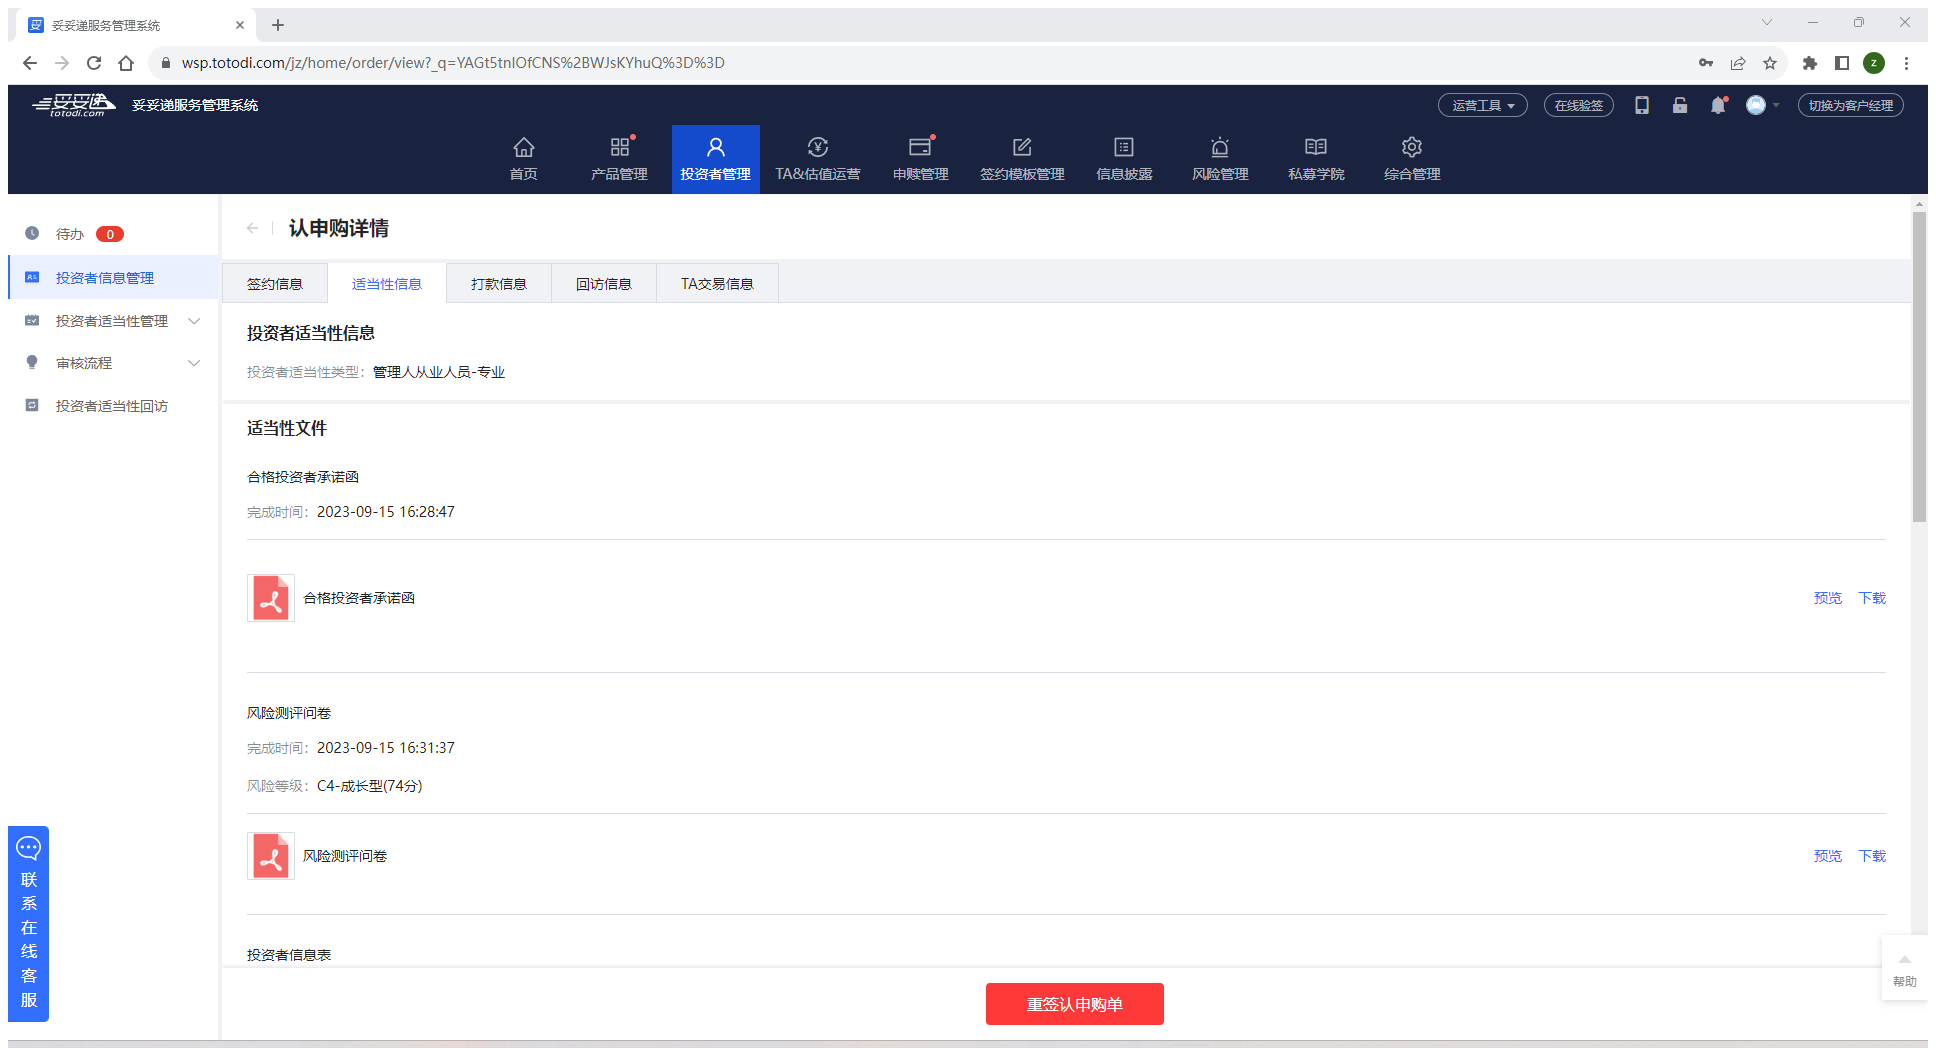 妥妥递服务管理系统
wsp.totodi.com/jz/home/order/view?_q=YAGt5tnIOfCNS%2BWJsKYhuQ%3D%3D
z
妥妥递
totodi.com
妥妥递服务管理系统
运营工具
在线验签
切换为客户经理
首页
产品管理
投资者管理
TA&估值运营
申赎管理
签约模板管理
信息披露
风险管理
私募学院
综合管理
待办 0
投资者信息管理
投资者适当性管理
审核流程
投资者适当性回访
认申购详情
签约信息
适当性信息
打款信息
回访信息
TA交易信息
投资者适当性信息
投资者适当性类型：管理人从业人员-专业
适当性文件
合格投资者承诺函
完成时间：2023-09-15 16:28:47
合格投资者承诺函
预览 下载
风险测评问卷
完成时间：2023-09-15 16:31:37
风险等级：C4-成长型(74分)
风险测评问卷
预览 下载
投资者信息表
重签认申购单
联系在线客服
帮助